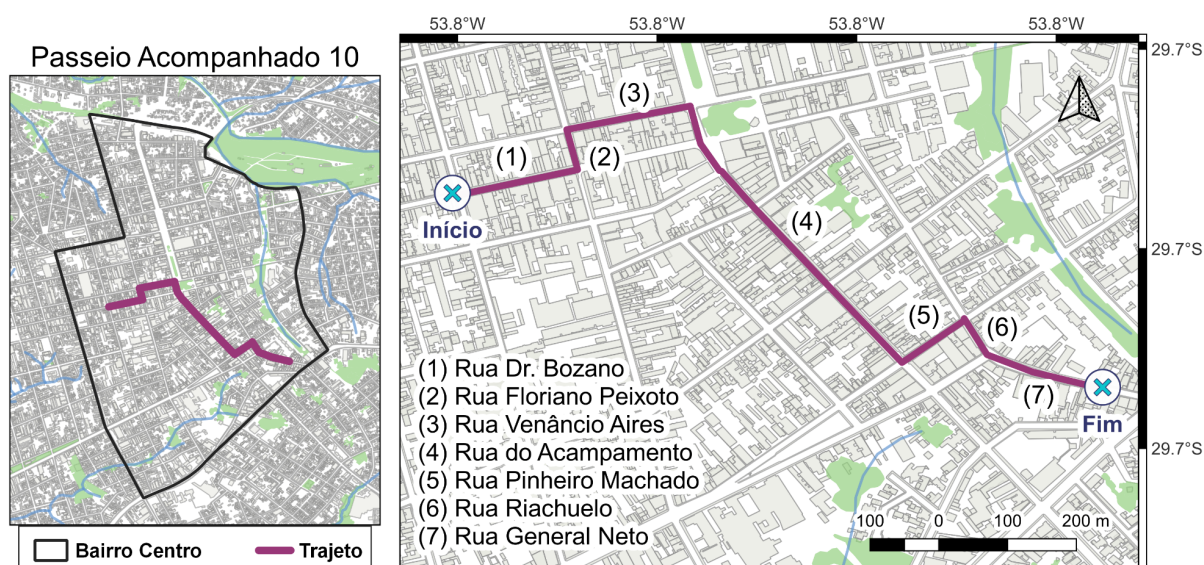 Passeio Acompanhado 10
Bairro Centro
Trajeto
53.8°W 53.8°W 53.8°W 53.8°W
29.7°S
29.7°S
29.7°S
(1)
(2)
(3)
(4)
(5)
(6)
(7)
Início
Fim
(1) Rua Dr. Bozano
(2) Rua Floriano Peixoto
(3) Rua Venâncio Aires
(4) Rua do Acampamento
(5) Rua Pinheiro Machado
(6) Rua Riachuelo
(7) Rua General Neto
100 0 100 200 m